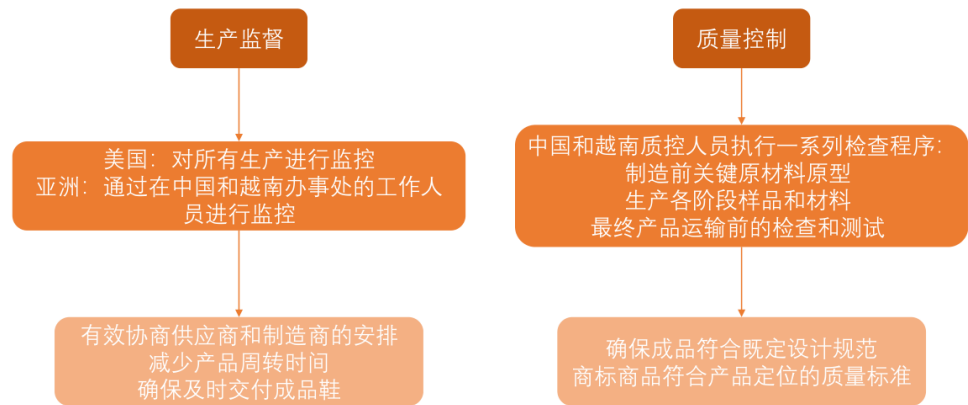 生产监督
美国：对所有生产进行监控
亚洲：通过在中国和越南办事处的工作人
员进行监控
有效协商供应商和制造商的安排
减少产品周转时间
确保及时交付成品鞋
质量控制
中国和越南质控人员执行一系列检查程序：
制造前关键原材料原型
生产各阶段样品和材料
最终产品运输前的检查和测试
确保成品符合既定设计规范
商标商品符合产品定位的质量标准